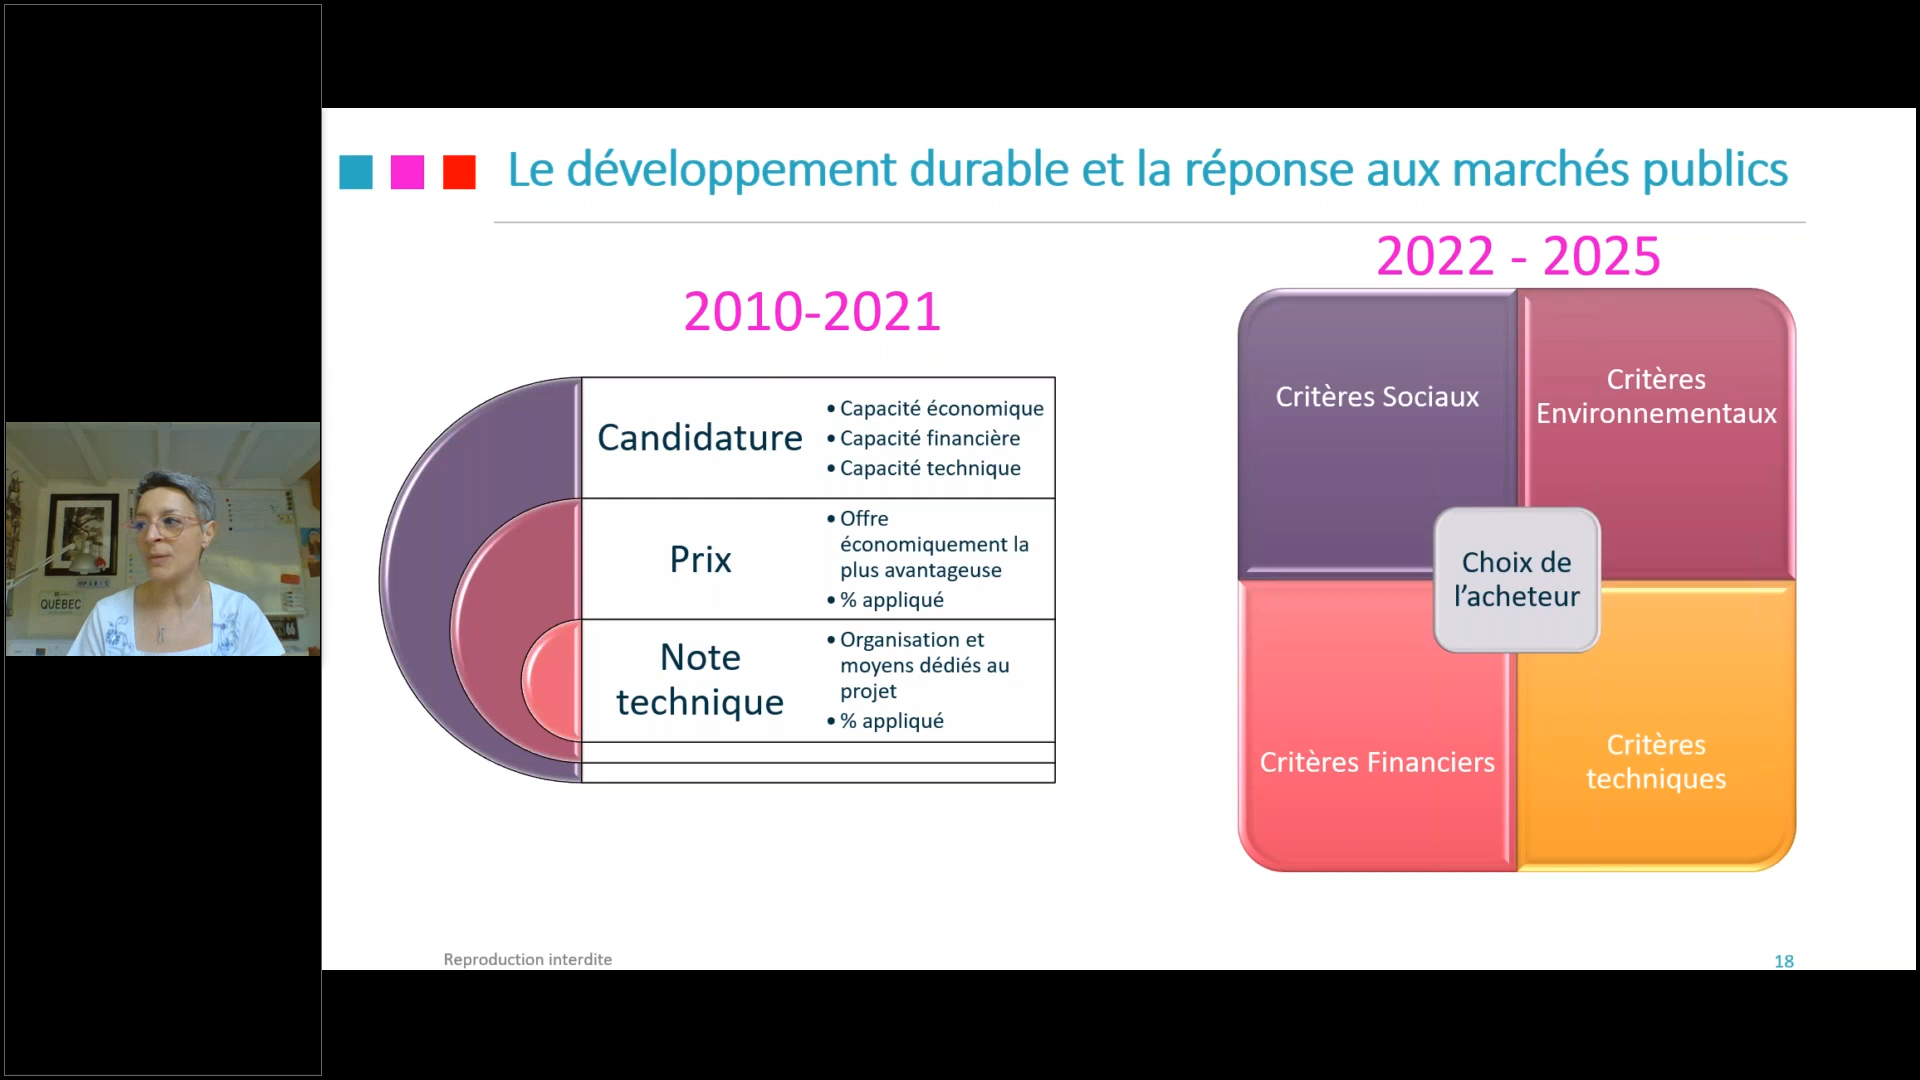 Le développement durable et la réponse aux marchés publics
2010-2021
Candidature
• Capacité économique
• Capacité financière
• Capacité technique
Prix
• Offre
économiquement la
plus avantageuse
• % appliqué
Note
technique
• Organisation et
moyens dédiés au
projet
• % appliqué
2022 - 2025
Critères Sociaux
Critères
Environnementaux
Choix de
l’acheteur
Critères Financiers
Critères
techniques
Reproduction interdite
18
PARIS
QUÉBEC